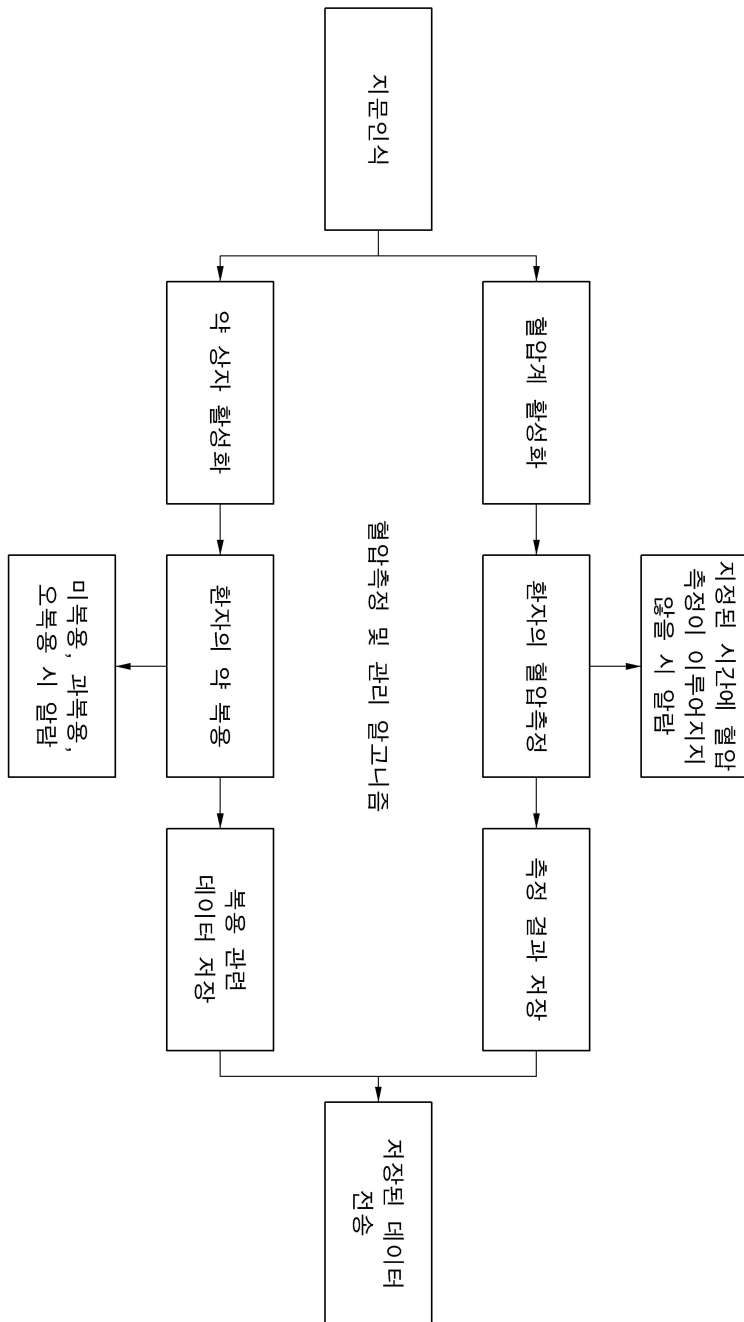 지문인식
혈압계 활성화
약 상자 활성화
지정된 시간에 혈압
측정이 이루어지지
않을 시 알람
환자의 혈압측정
혈압측정 및 관리 알고니즘
환자의 약 복용
미복용, 과복용,
오복용 시 알람
측정 결과 저장
복용 관련
데이터 저장
저장된 데이터
전송